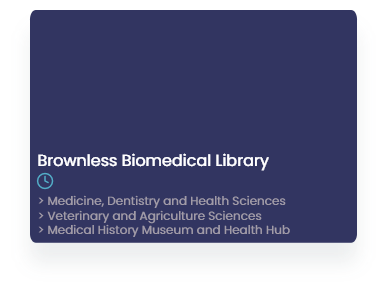 Brownless Biomedical Library
> Medicine, Dentistry and Health Sciences
> Veterinary and Agriculture Sciences
> Medical History Museum and Health Hub